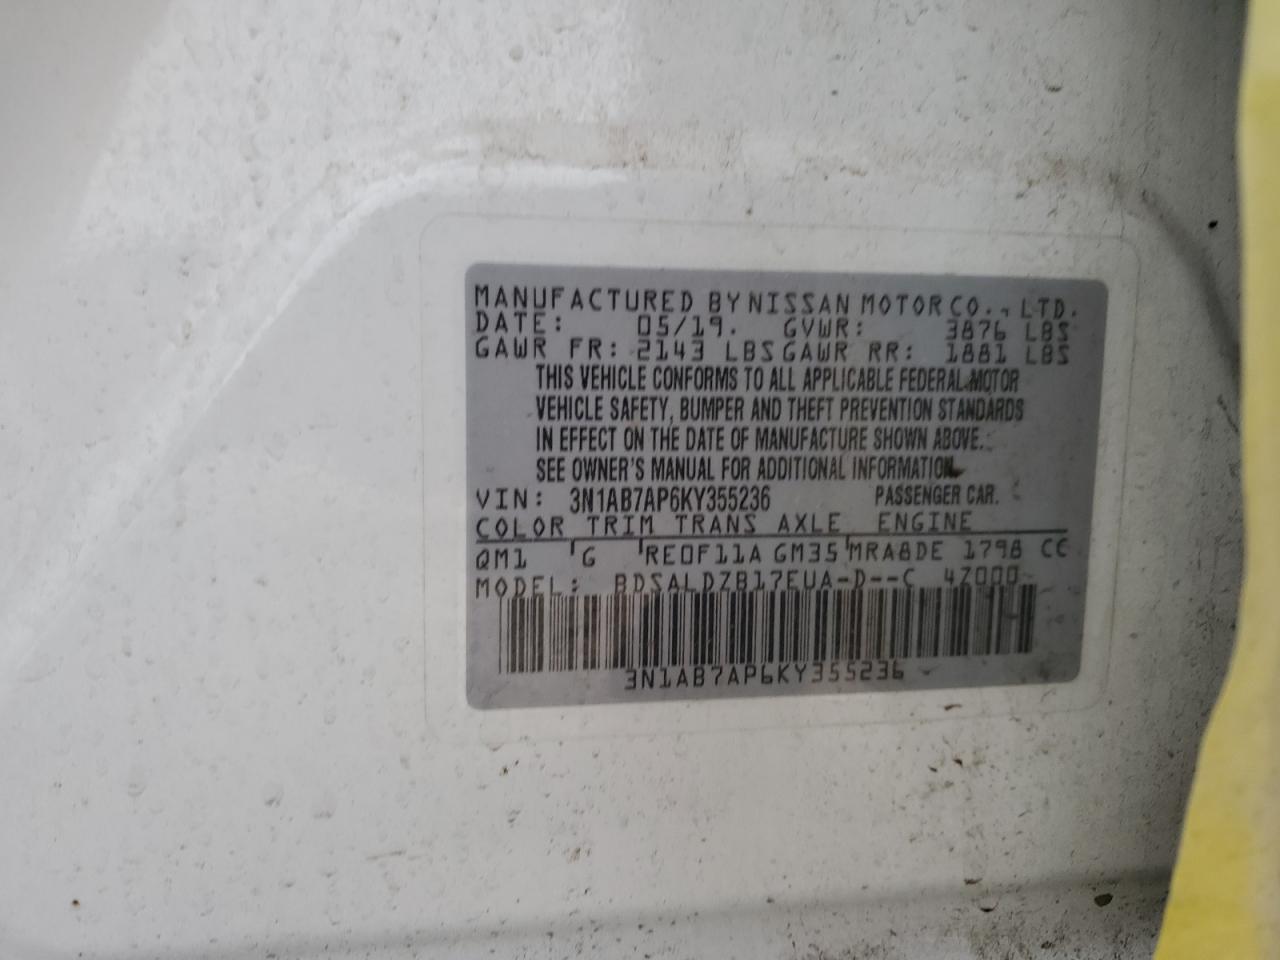 MANUFACTURED BY NISSAN MOTOR CO., LTD.
DATE: 05/19. GVWR: 3876 LBS
GAWR FR: 2143 LBS GAWR RR: 1881 LBS
THIS VEHICLE CONFORMS TO ALL APPLICABLE FEDERAL MOTOR
VEHICLE SAFETY, BUMPER AND THEFT PREVENTION STANDARDS
IN EFFECT ON THE DATE OF MANUFACTURE SHOWN ABOVE.
SEE OWNER'S MANUAL FOR ADDITIONAL INFORMATION.
VIN: 3N1AB7AP6KY355236 PASSENGER CAR.
COLOR TRIM TRANS AXLE ENGINE
QM1 G RE0F11A GM35 MRA8DE 1798 CC
MODEL: BDSALDZB17EUA-D--C 4Z000-
3N1AB7AP6KY355236